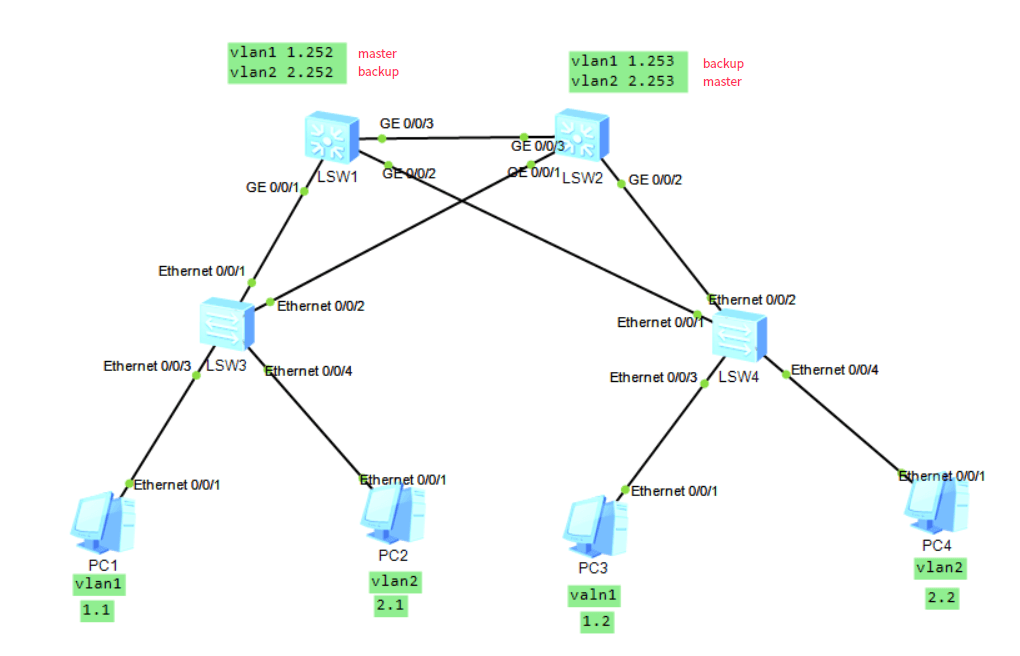 vlan1 1.252 master
vlan2 2.252 backup
vlan1 1.253 backup
vlan2 2.253 master
GE 0/0/3
GE 0/0/3
LSW1
GE 0/0/2
GE 0/0/1
LSW2
GE 0/0/1
GE 0/0/2
Ethernet 0/0/1
Ethernet 0/0/2
Ethernet 0/0/2
Ethernet 0/0/1
Ethernet 0/0/3
LSW3
Ethernet 0/0/4
Ethernet 0/0/3
LSW4
Ethernet 0/0/4
Ethernet 0/0/1
Ethernet 0/0/1
Ethernet 0/0/1
Ethernet 0/0/1
PC1
PC2
PC3
PC4
vlan1
vlan2
valn1
vlan2
1.1
2.1
1.2
2.2